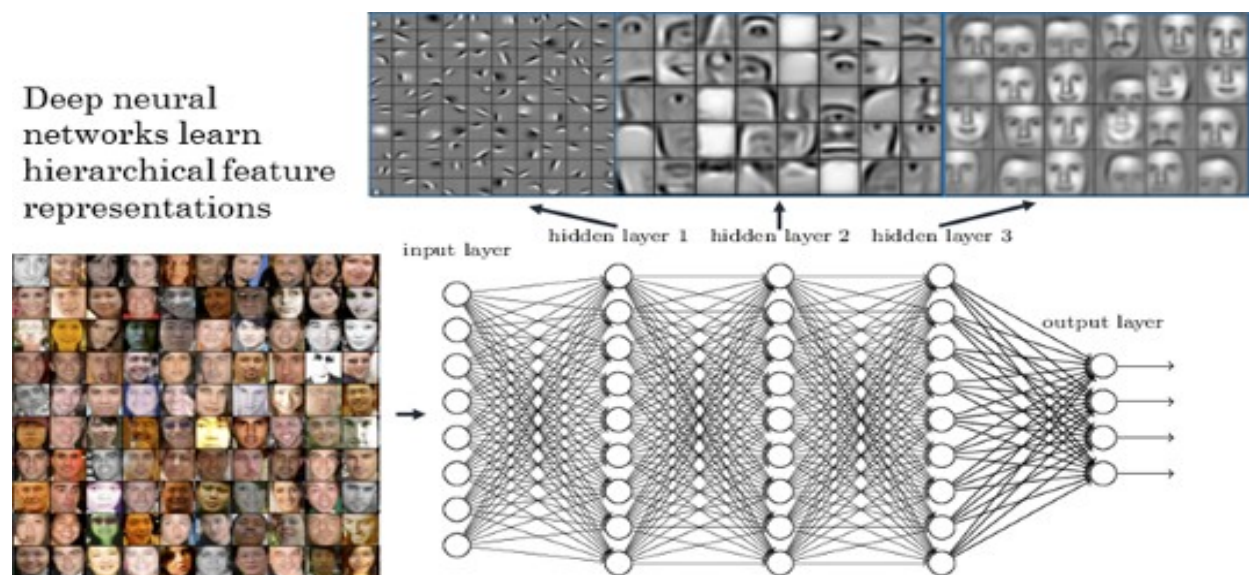 Deep neural
networks learn
hierarchical feature
representations
input layer
hidden layer 1
hidden layer 2
hidden layer 3
output layer